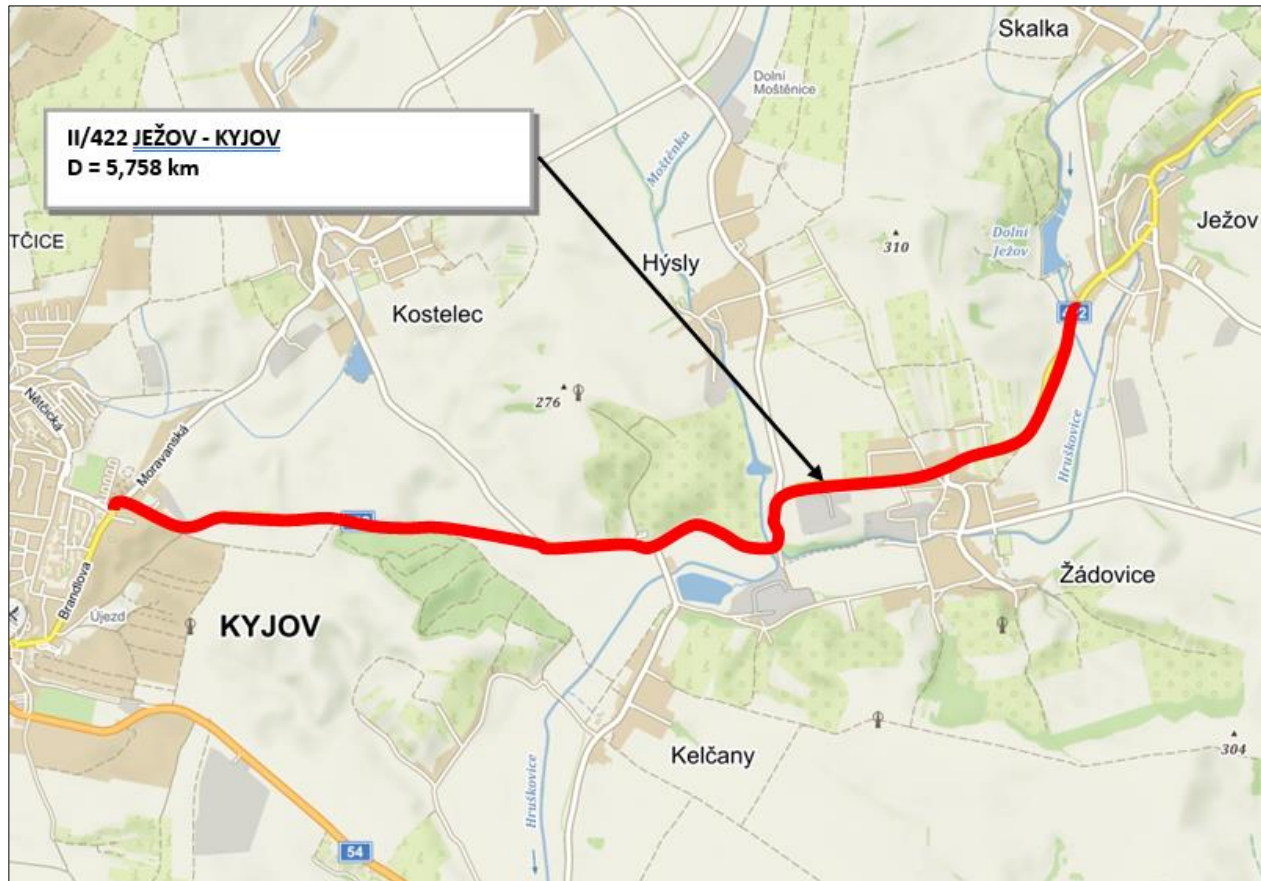 Skalka
Dolní
Moštěnice
II/422 JEŽOV - KYJOV
D = 5,758 km
Moštěnka
TČICE
Ježov
Dolní
Ježov
310
Hýsly
Kostelec
276
Nětčická
Moravanská
Hruškovice
Žádovice
Brandlova
Újezd
KYJOV
Kelčany
304
Hruškovice
54